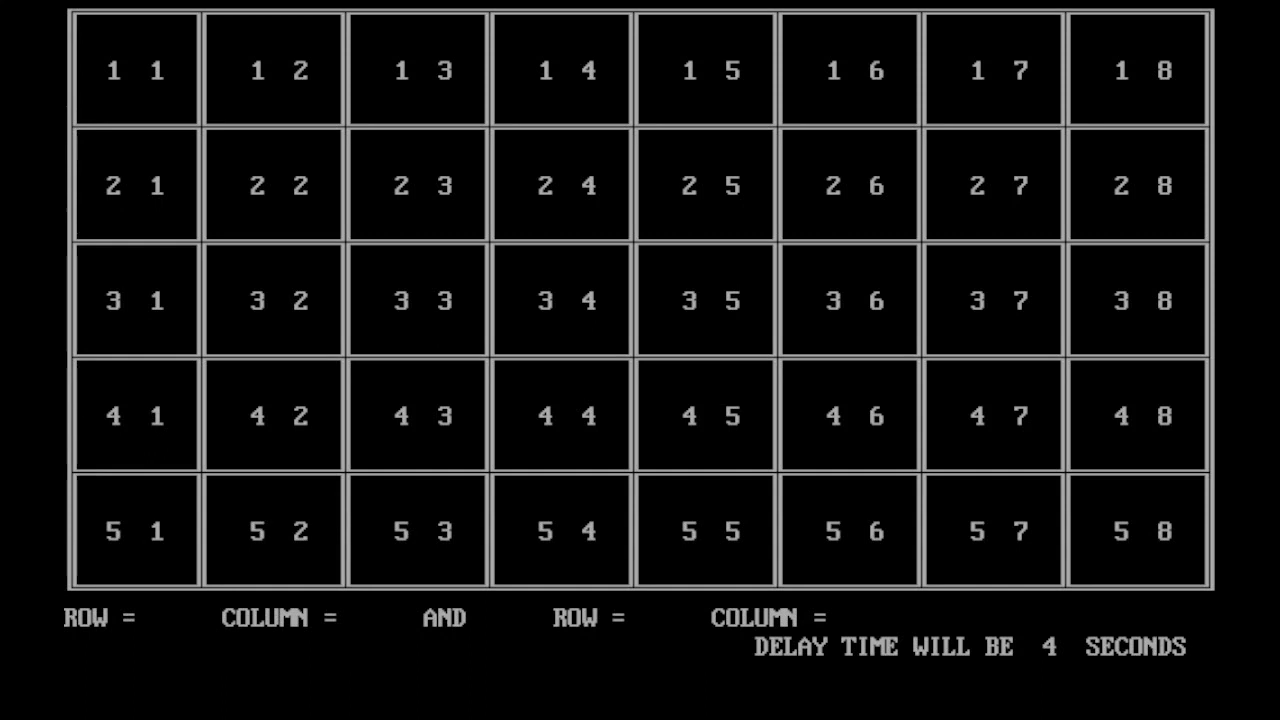 1 1 1 2 1 3 1 4 1 5 1 6 1 7 1 8
2 1 2 2 2 3 2 4 2 5 2 6 2 7 2 8
3 1 3 2 3 3 3 4 3 5 3 6 3 7 3 8
4 1 4 2 4 3 4 4 4 5 4 6 4 7 4 8
5 1 5 2 5 3 5 4 5 5 5 6 5 7 5 8
ROW = COLUMN = AND ROW = COLUMN =
DELAY TIME WILL BE 4 SECONDS